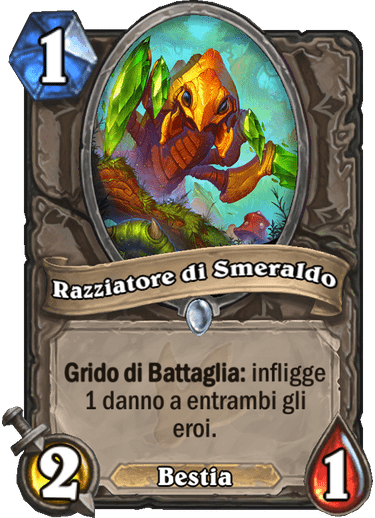 1
Razziatore di Smeraldo
Grido di Battaglia: infligge
1 danno a entrambi gli
eroi.
2
Bestia
1